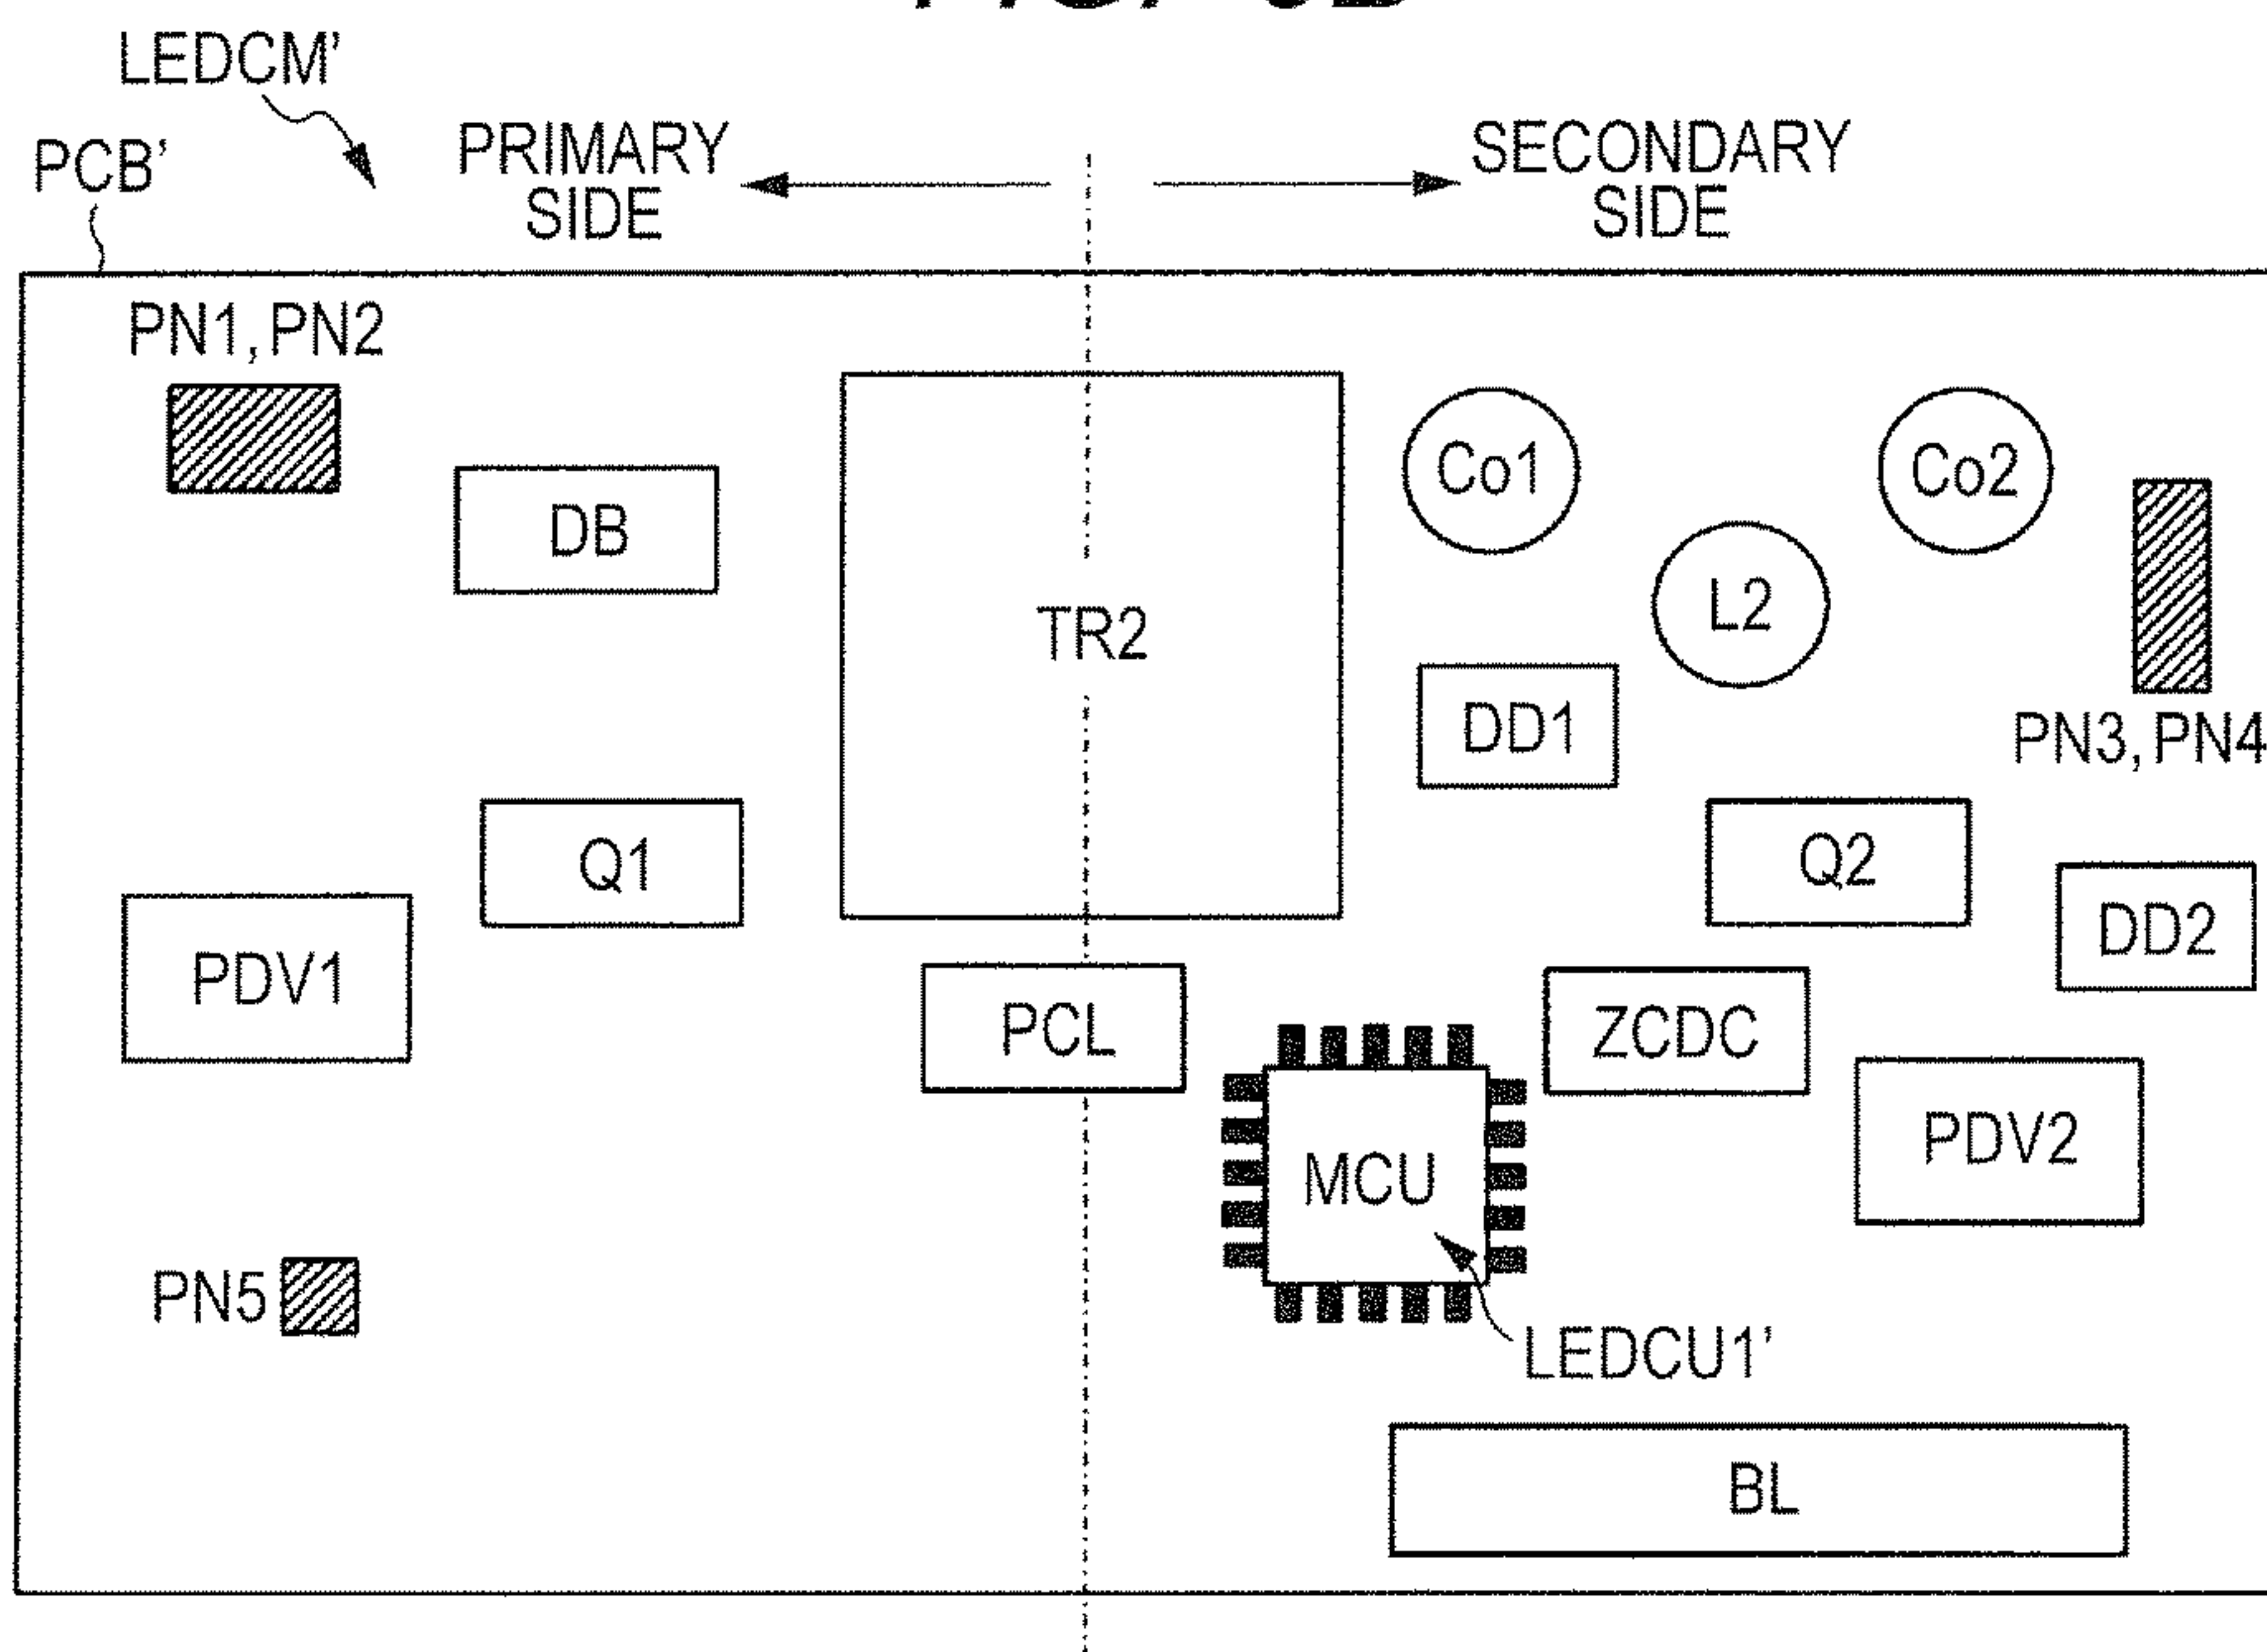 LEDCM'
PCB'
PRIMARY
SIDE
SECONDARY
SIDE
PN1, PN2
Co1
Co2
DB
TR2
L2
DD1
PN3, PN4
Q1
Q2
DD2
PDV1
PCL
ZCDC
MCU
PDV2
PN5
LEDCU1'
BL